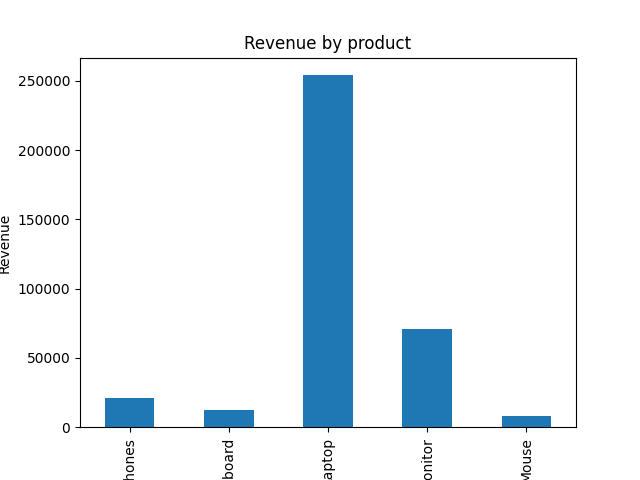 Revenue by product
250000
200000
150000
100000
50000
0
Revenue
hones
board
aptop
onitor
Mouse